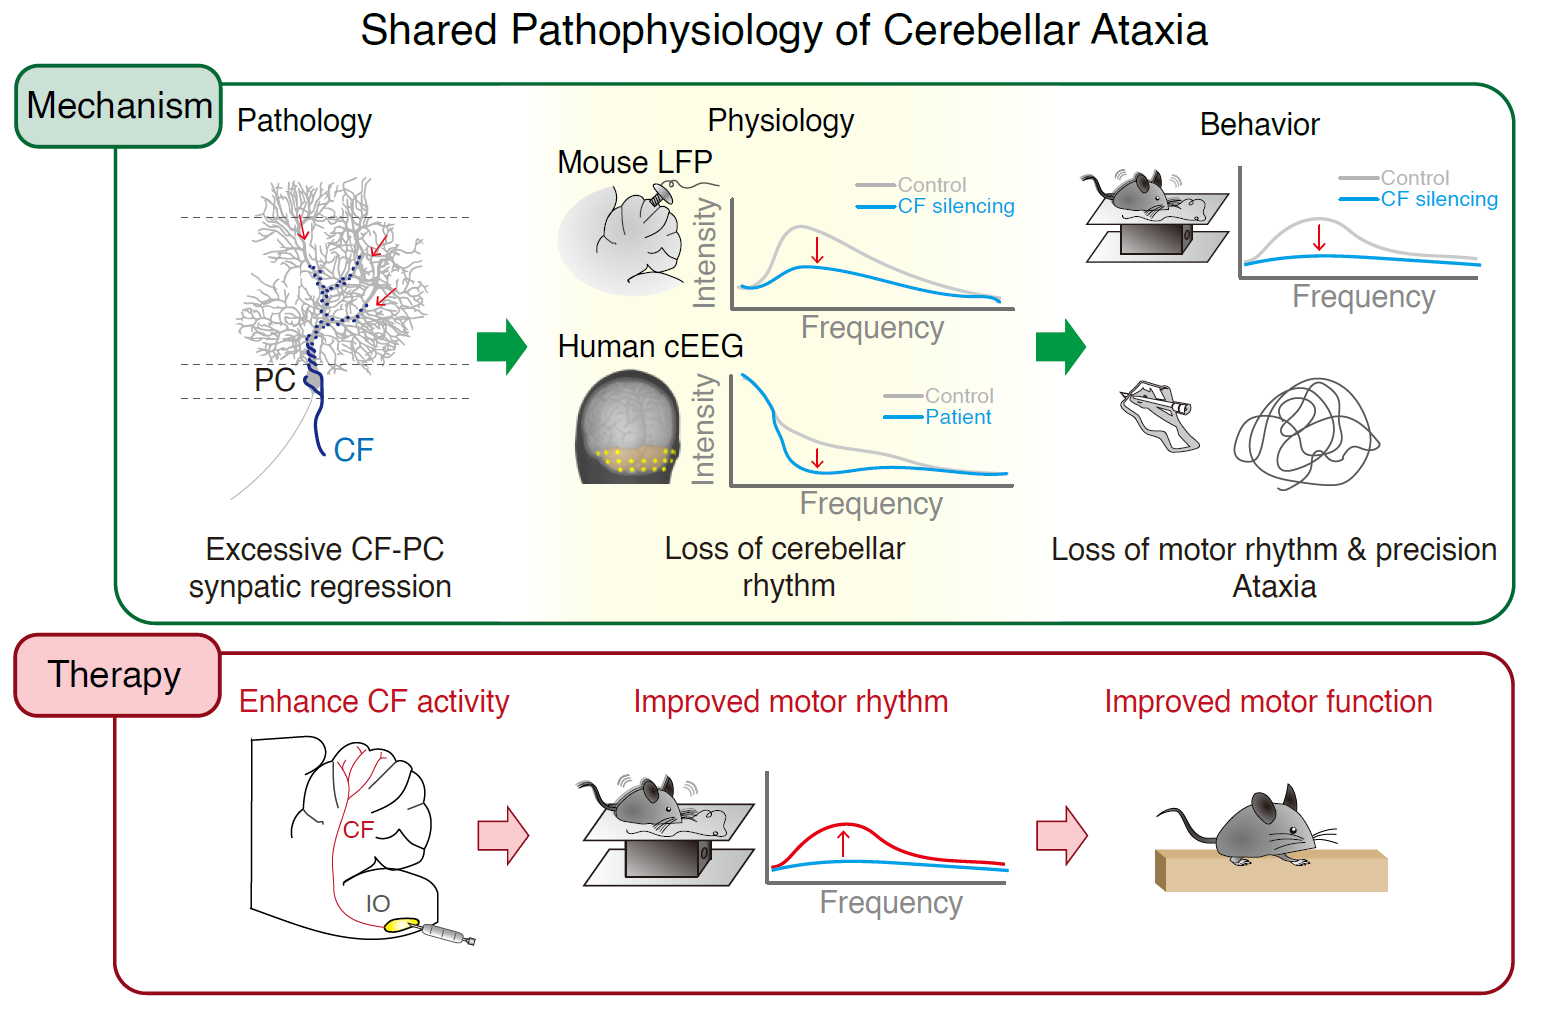 Shared Pathophysiology of Cerebellar Ataxia
Mechanism
Pathology
PC
CF
Excessive CF-PC
synpatic regression
Physiology
Mouse LFP
Control
CF silencing
Intensity
Frequency
Human cEEG
Control
Patient
Intensity
Frequency
Loss of cerebellar
rhythm
Behavior
Control
CF silencing
Frequency
Loss of motor rhythm & precision
Ataxia
Therapy
Enhance CF activity
CF
IO
Improved motor rhythm
Frequency
Improved motor function